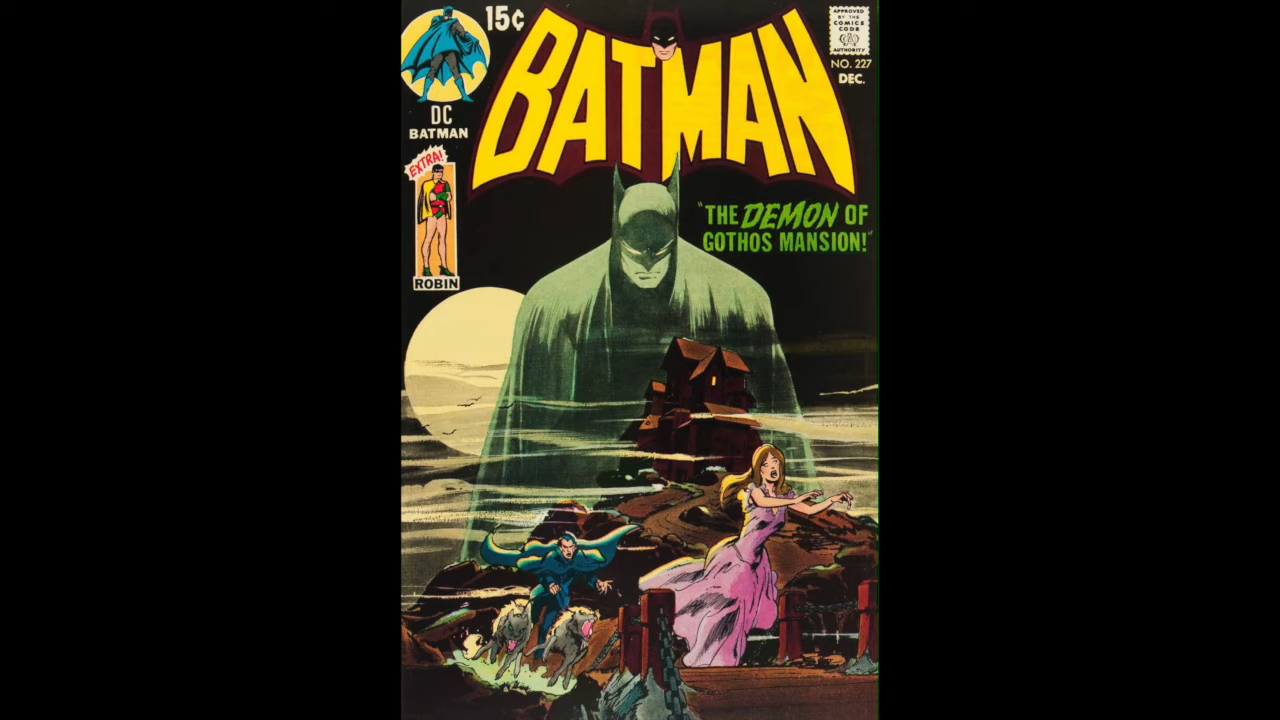 15¢
BATMAN
APPROVED
BY THE
COMICS
CODE
AUTHORITY
NO. 227
DEC.
DC
BATMAN
EXTRA!
ROBIN
"THE DEMON OF
GOTHOS MANSION!"